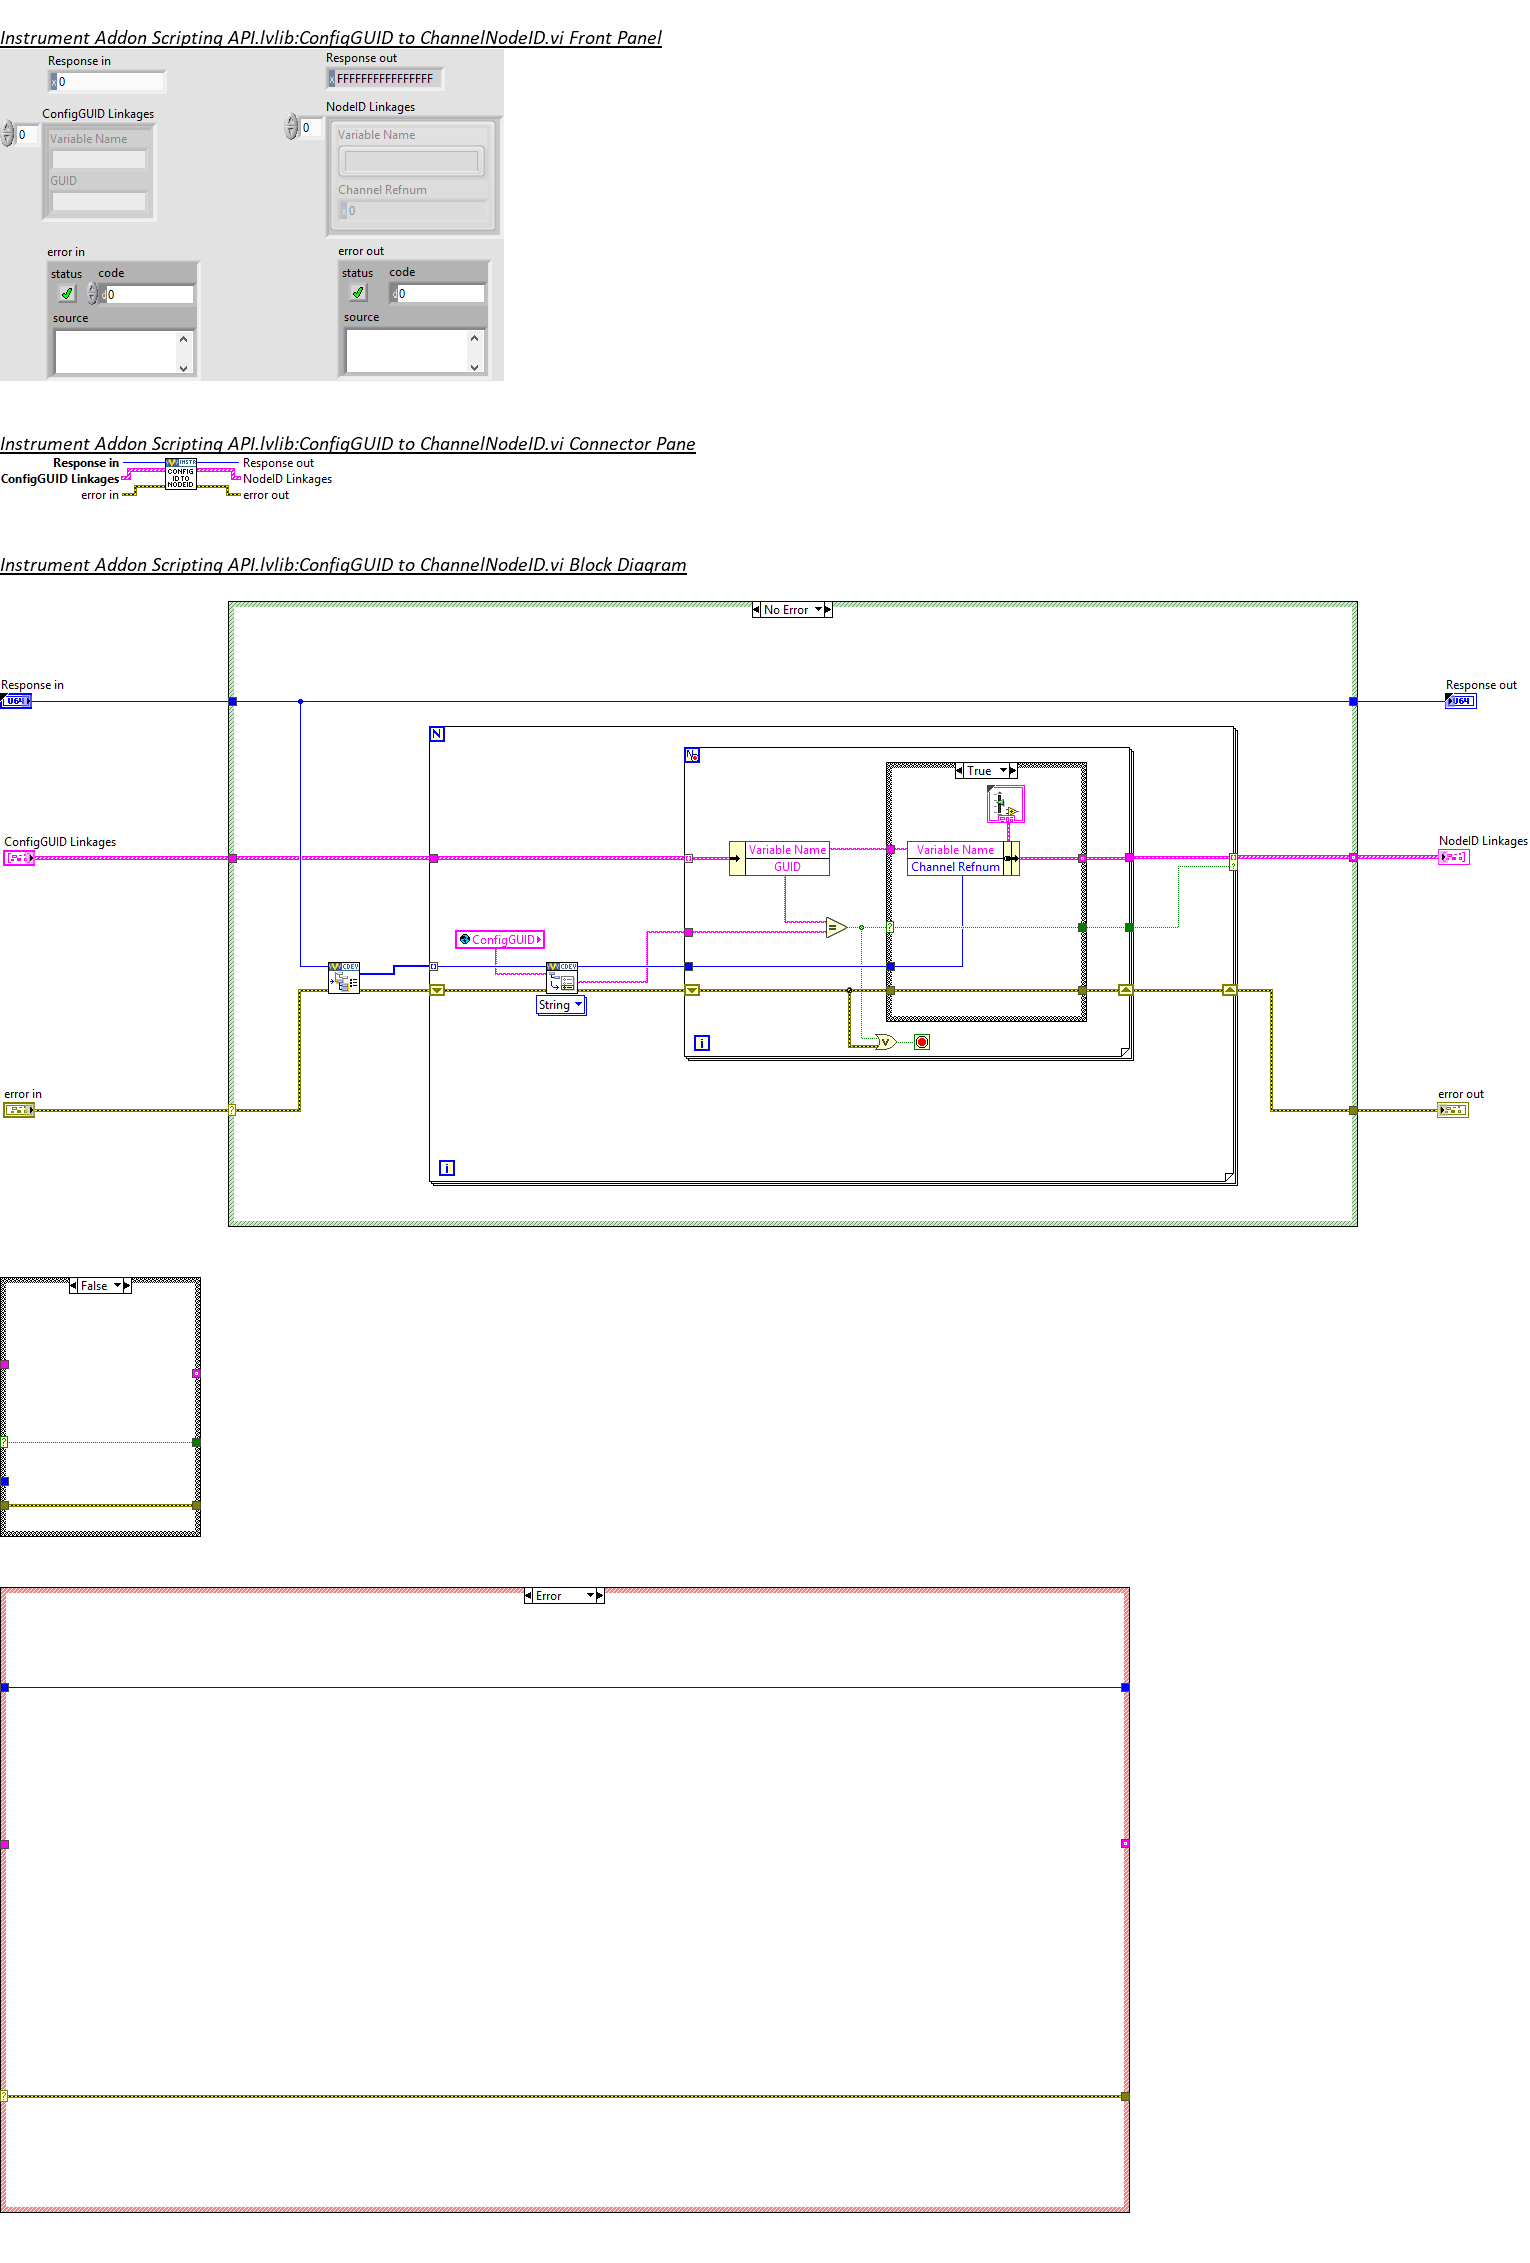 Instrument Addon Scripting API.lvlib:ConfigGUID to ChannelNodeID.vi Front Panel
Response in
x 0
Response out
x FFFFFFFFFFFFFFFF
ConfigGUID Linkages
0
Variable Name
GUID
NodeID Linkages
0
Variable Name
Channel Refnum
x 0
error in
status code
d 0
source
error out
status code
d 0
source
Instrument Addon Scripting API.lvlib:ConfigGUID to ChannelNodeID.vi Connector Pane
Response in
ConfigGUID Linkages
error in
INSTR
CONFIG
ID TO
NODEID
Response out
NodeID Linkages
error out
Instrument Addon Scripting API.lvlib:ConfigGUID to ChannelNodeID.vi Block Diagram
No Error
Response in
U64
Response out
U64
N
N
True
ConfigGUID Linkages
NodeID Linkages
Variable Name
GUID
Variable Name
Channel Refnum
=
?
?
ConfigGUID
CDEV
CDEV
String
V
i
error in
?
error out
i
False
?
Error
?